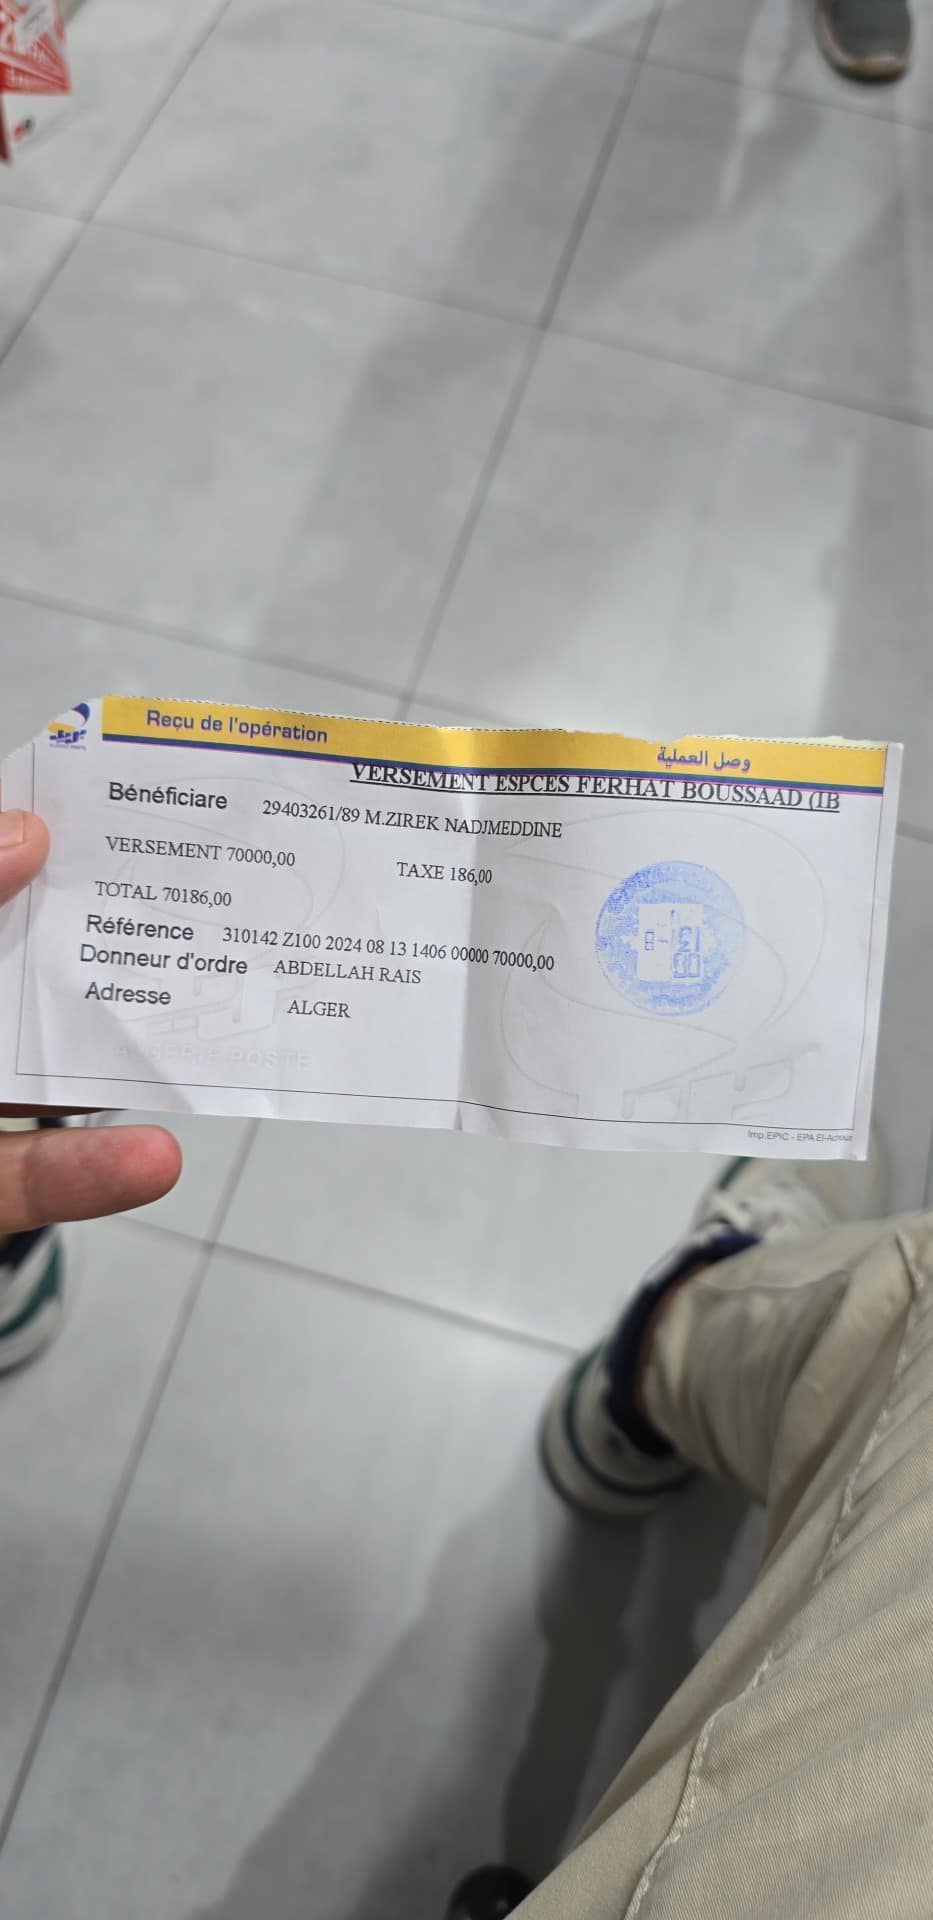 Reçu de l'opération
وصل العملية
VERSEMENT ESPCES FERHAT BOUSSAAD (IB
Bénéficiare 29403261/89 M.ZIREK NADJMEDDINE
VERSEMENT 70000,00 TAXE 186,00
TOTAL 70186,00
Référence 310142 Z100 2024 08 13 1406 00000 70000,00
Donneur d'ordre ABDELLAH RAIS
Adresse ALGER
ALGERIE POSTE
Imp.EPIC - EPA El-Achour